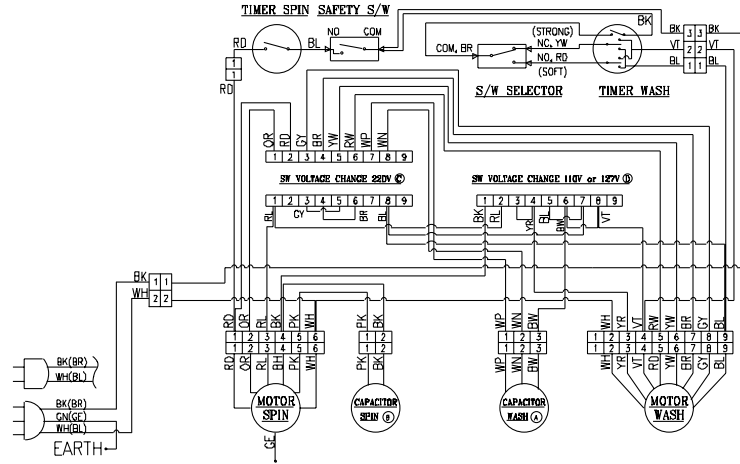 TIMER SPIN SAFETY S/W
RD
BL
NO COM
(STRONG)
BK
NC, YW
COM, BR
NO, RD
(SOFT)
S/W SELECTOR
TIMER WASH
BK 3 3 BK
VT 2 2 VT
BL 1 1 BL
1
1
RD
OR RD GY BR YW RW WP WN
1 2 3 4 5 6 7 8 9
SW VOLTAGE CHANGE 220V C
SW VOLTAGE CHANGE 110V or 127V D
1 2 3 4 5 6 7 8 9
1 2 3 4 5 6 7 8 9
RL GY BR BL
BK RL YR BL BW VT
BK 1 1
WH 2 2
RD OR RL BK PK WH
1 2 3 4 5 6
1 2 3 4 5 6
RD OR RL BH PK WH
PK BK
1 2
1 2
PK BK
WP WN BW
1 2 3
1 2 3
WP WN BW
WH YR VT RW YW BR GY BL
1 2 3 4 5 6 7 8 9
1 2 3 4 5 6 7 8 9
WH YR VT RD YW BR GY BL
MOTOR
SPIN
CAPACITOR
SPIN B
CAPACITOR
WASH A
MOTOR
WASH
GE
BK(BR)
WH(BL)
BK(BR)
GN(GE)
WH(BL)
EARTH